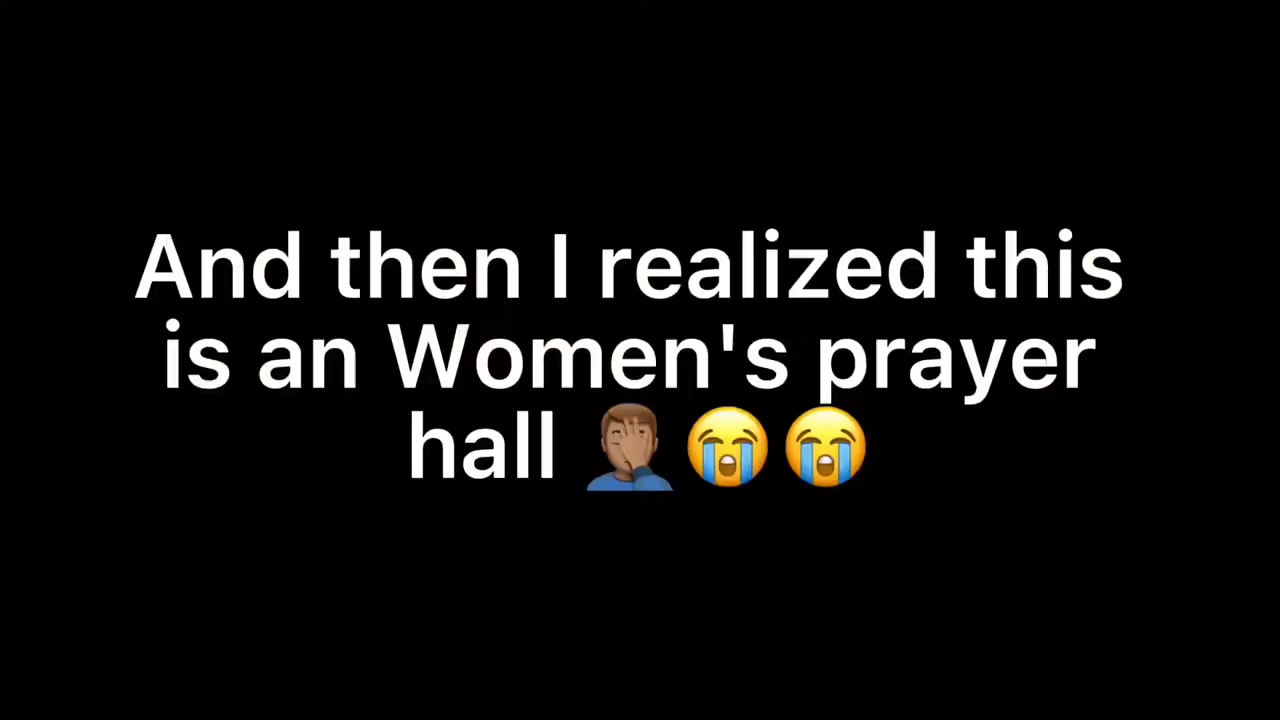 And then I realized this
is an Women's prayer
hall 🤦🏽‍♂️😭😭